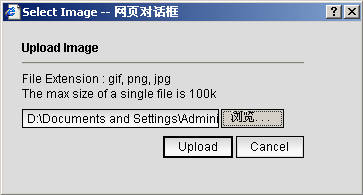 Select Image -- 网页对话框
Upload Image
File Extension : gif, png, jpg
The max size of a single file is 100k
D:\Documents and Settings\Admini
浏览...
Upload
Cancel